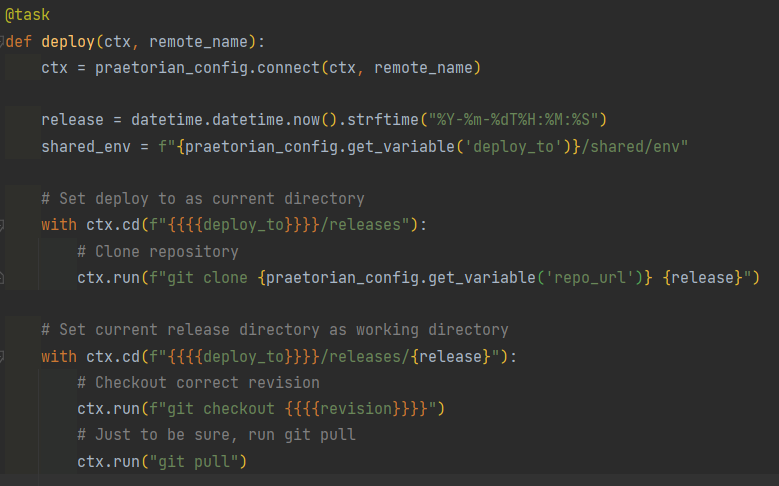 @task
def deploy(ctx, remote_name):
    ctx = praetorian_config.connect(ctx, remote_name)

    release = datetime.datetime.now().strftime("%Y-%m-%dT%H:%M:%S")
    shared_env = f"{praetorian_config.get_variable('deploy_to')}/shared/env"

    # Set deploy to as current directory
    with ctx.cd(f"{{{{deploy_to}}}}/releases"):
        # Clone repository
        ctx.run(f"git clone {praetorian_config.get_variable('repo_url')} {release}")

    # Set current release directory as working directory
    with ctx.cd(f"{{{{deploy_to}}}}/releases/{release}"):
        # Checkout correct revision
        ctx.run(f"git checkout {{{{revision}}}}")
        # Just to be sure, run git pull
        ctx.run("git pull")